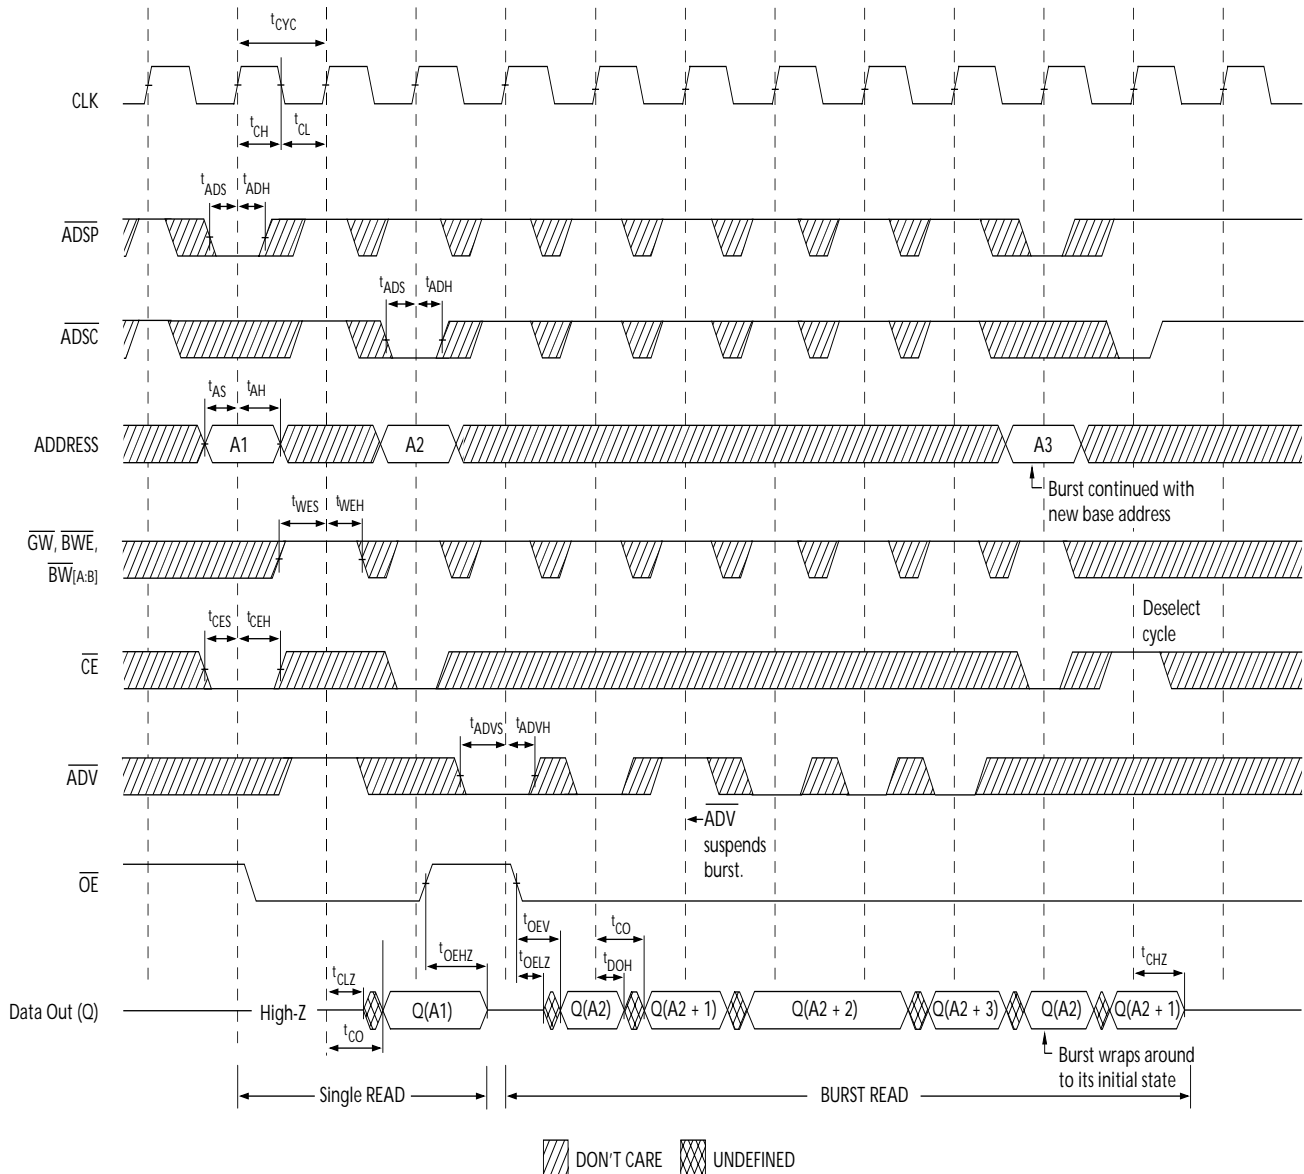 tCYC
CLK
tCH
tCL
tADS
tADH
ADSP
tADS
tADH
ADSC
tAS
tAH
ADDRESS
A1
A2
A3
Burst continued with
new base address
tWES
tWEH
GW, BWE,
BW[A:B]
Deselect
cycle
tCES
tCEH
CE
tADVS
tADVH
ADV
ADV
suspends
burst.
OE
tOEV
tCO
tOEHZ
tOELZ
tDOH
tCHZ
tCLZ
Data Out (Q)
High-Z
Q(A1)
Q(A2)
Q(A2 + 1)
Q(A2 + 2)
Q(A2 + 3)
Q(A2)
Q(A2 + 1)
tCO
Burst wraps around
to its initial state
Single READ
BURST READ
DON'T CARE
UNDEFINED